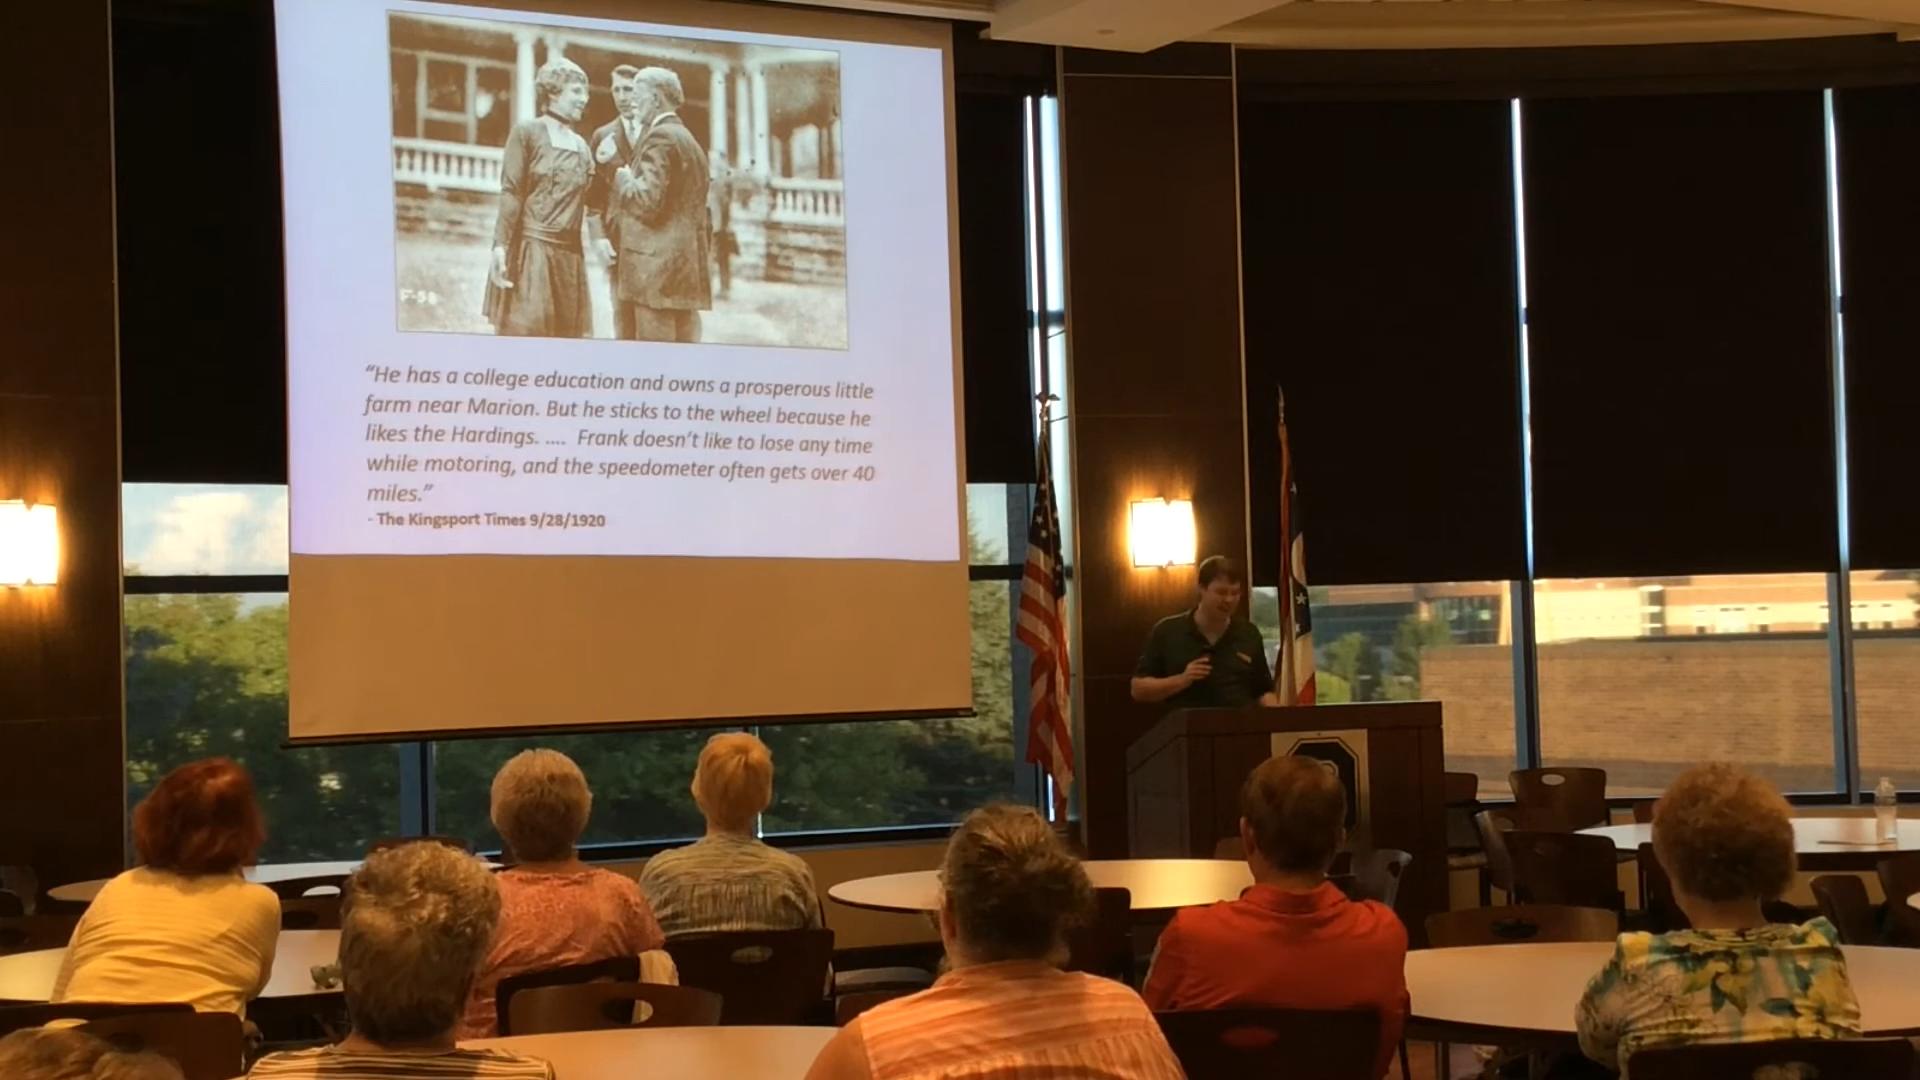 F-58
“He has a college education and owns a prosperous little
farm near Marion. But he sticks to the wheel because he
likes the Hardings. .... Frank doesn’t like to lose any time
while motoring, and the speedometer often gets over 40
miles.”
- The Kingsport Times 9/28/1920